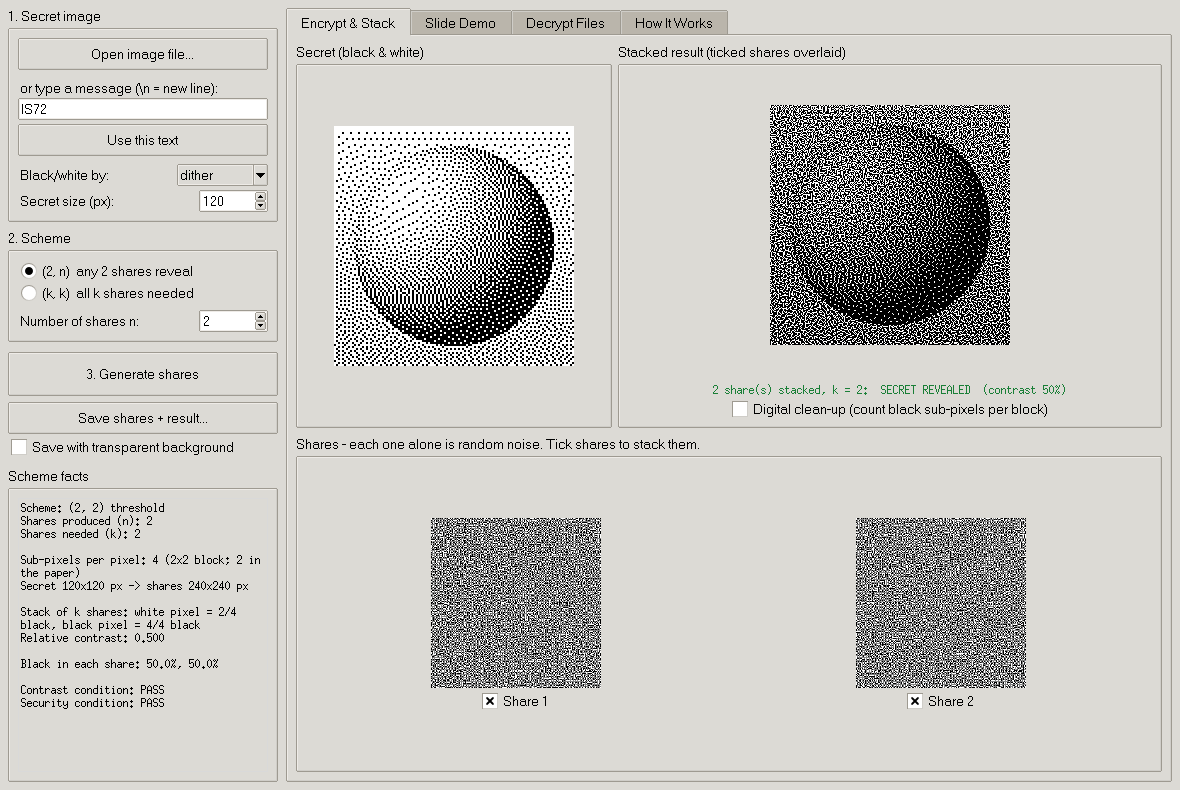 1. Secret image
Open image file...
or type a message (\n = new line):
IS72
Use this text
Black/white by: dither
Secret size (px): 120
2. Scheme
(2, n)  any 2 shares reveal
(k, k)  all k shares needed
Number of shares n: 2
3. Generate shares
Save shares + result...
Save with transparent background
Scheme facts
Scheme: (2, 2) threshold
Shares produced (n): 2
Shares needed (k): 2
Sub-pixels per pixel: 4 (2x2 block; 2 in
the paper)
Secret 120x120 px -> shares 240x240 px
Stack of k shares: white pixel = 2/4
black, black pixel = 4/4 black
Relative contrast: 0.500
Black in each share: 50.0%, 50.0%
Contrast condition: PASS
Security condition: PASS
Encrypt & Stack  Slide Demo  Decrypt Files  How It Works
Secret (black & white)
Stacked result (ticked shares overlaid)
2 share(s) stacked, k = 2:  SECRET REVEALED  (contrast 50%)
Digital clean-up (count black sub-pixels per block)
Shares - each one alone is random noise. Tick shares to stack them.
Share 1
Share 2